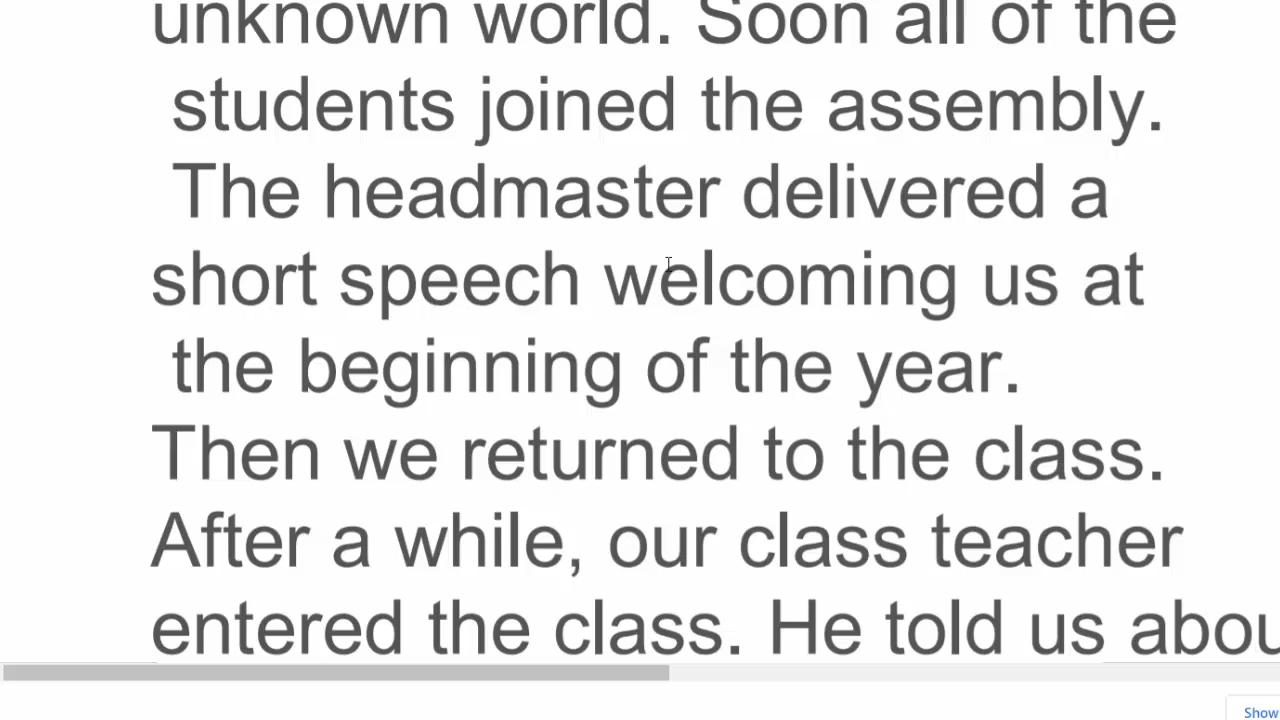 unknown world. Soon all of the
students joined the assembly.
The headmaster delivered a
short speech welcoming us at
the beginning of the year.
Then we returned to the class.
After a while, our class teacher
entered the class. He told us abou
Show